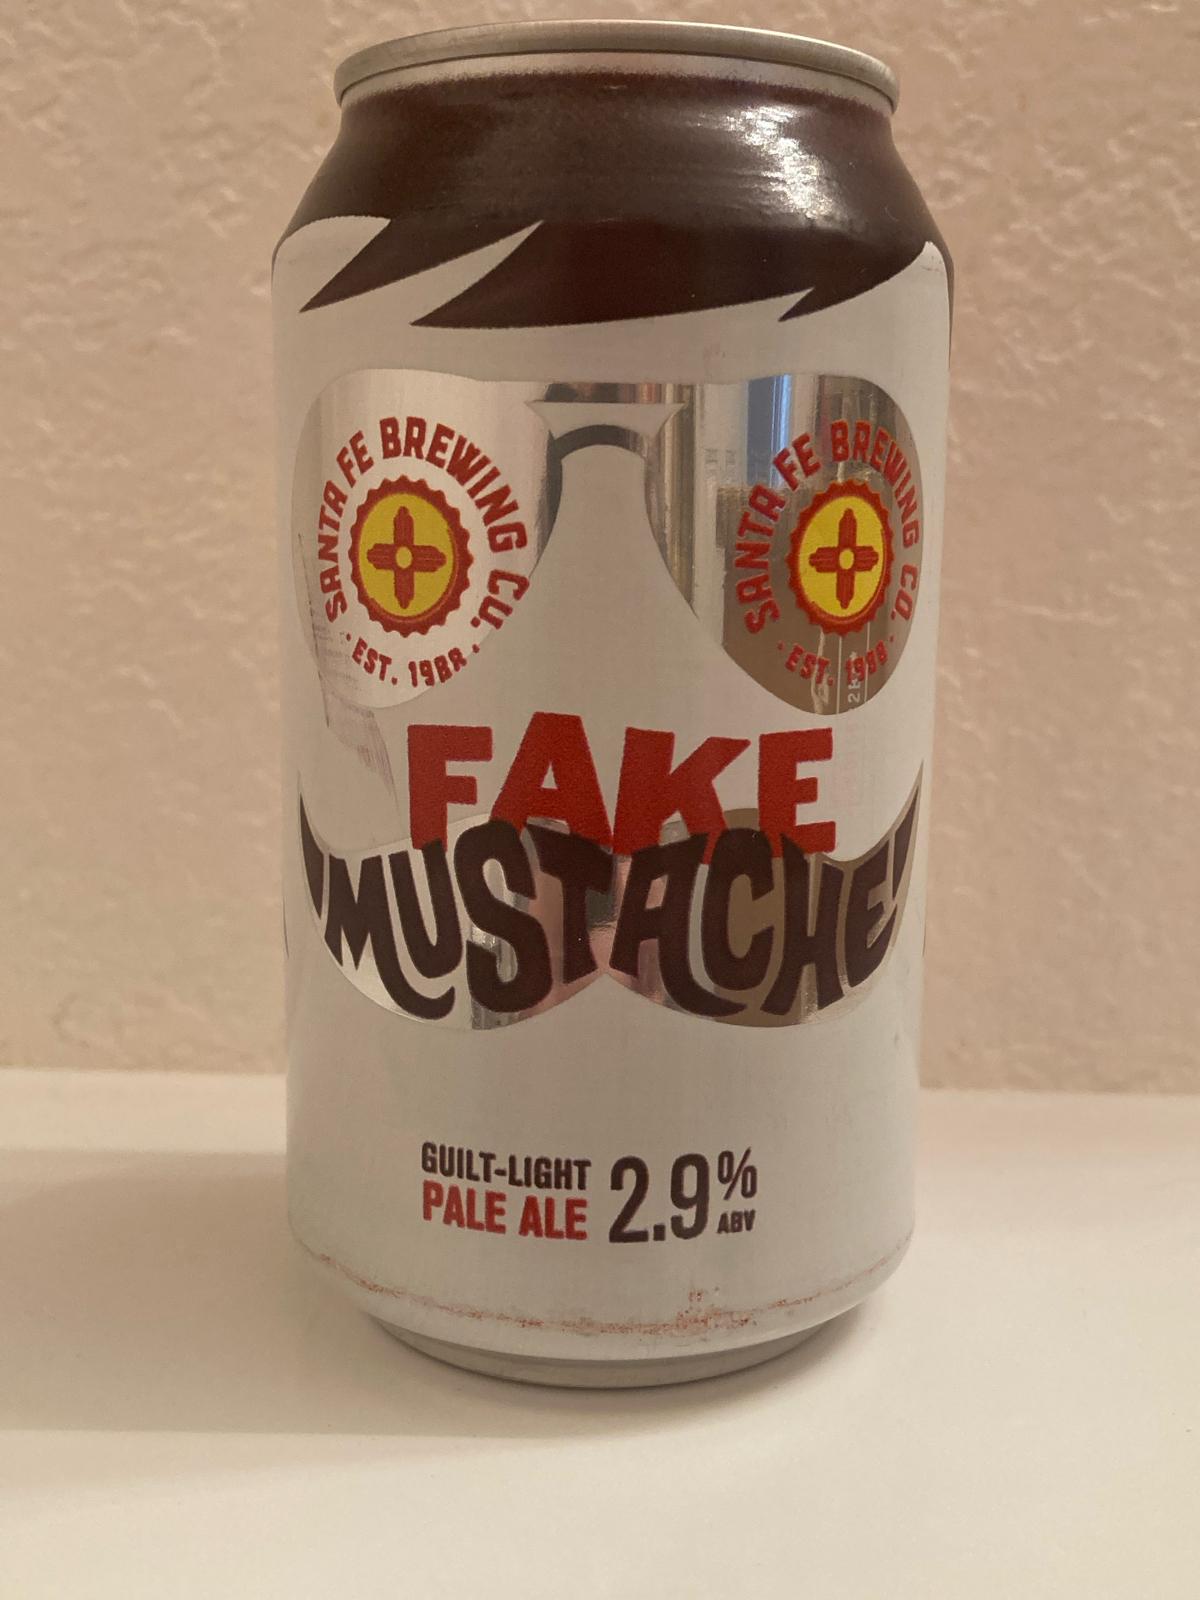 SANTA FE BREWING CO.
· EST. 1988 ·
SANTA FE BREWING CO.
· EST. 1988 ·
FAKE
MUSTACHE
GUILT-LIGHT
PALE ALE
2.9%
ABV